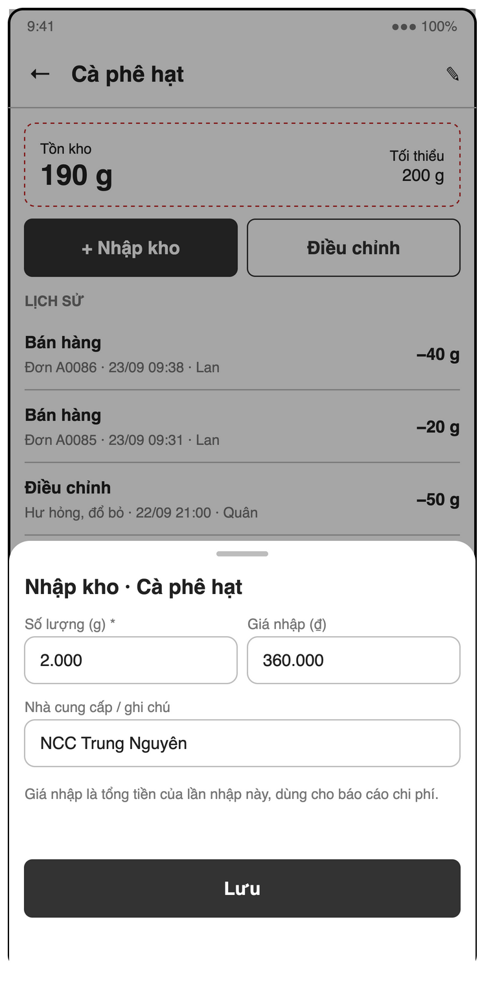 9:41
●●● 100%
← Cà phê hạt ✎
Tồn kho
190 g
Tối thiểu
200 g
+ Nhập kho
Điều chỉnh
LỊCH SỬ
Bán hàng
Đơn A0086 · 23/09 09:38 · Lan
−40 g
Bán hàng
Đơn A0085 · 23/09 09:31 · Lan
−20 g
Điều chỉnh
Hư hỏng, đổ bỏ · 22/09 21:00 · Quân
−50 g
Nhập kho · Cà phê hạt
Số lượng (g) *
Giá nhập (₫)
2.000
360.000
Nhà cung cấp / ghi chú
NCC Trung Nguyên
Giá nhập là tổng tiền của lần nhập này, dùng cho báo cáo chi phí.
Lưu